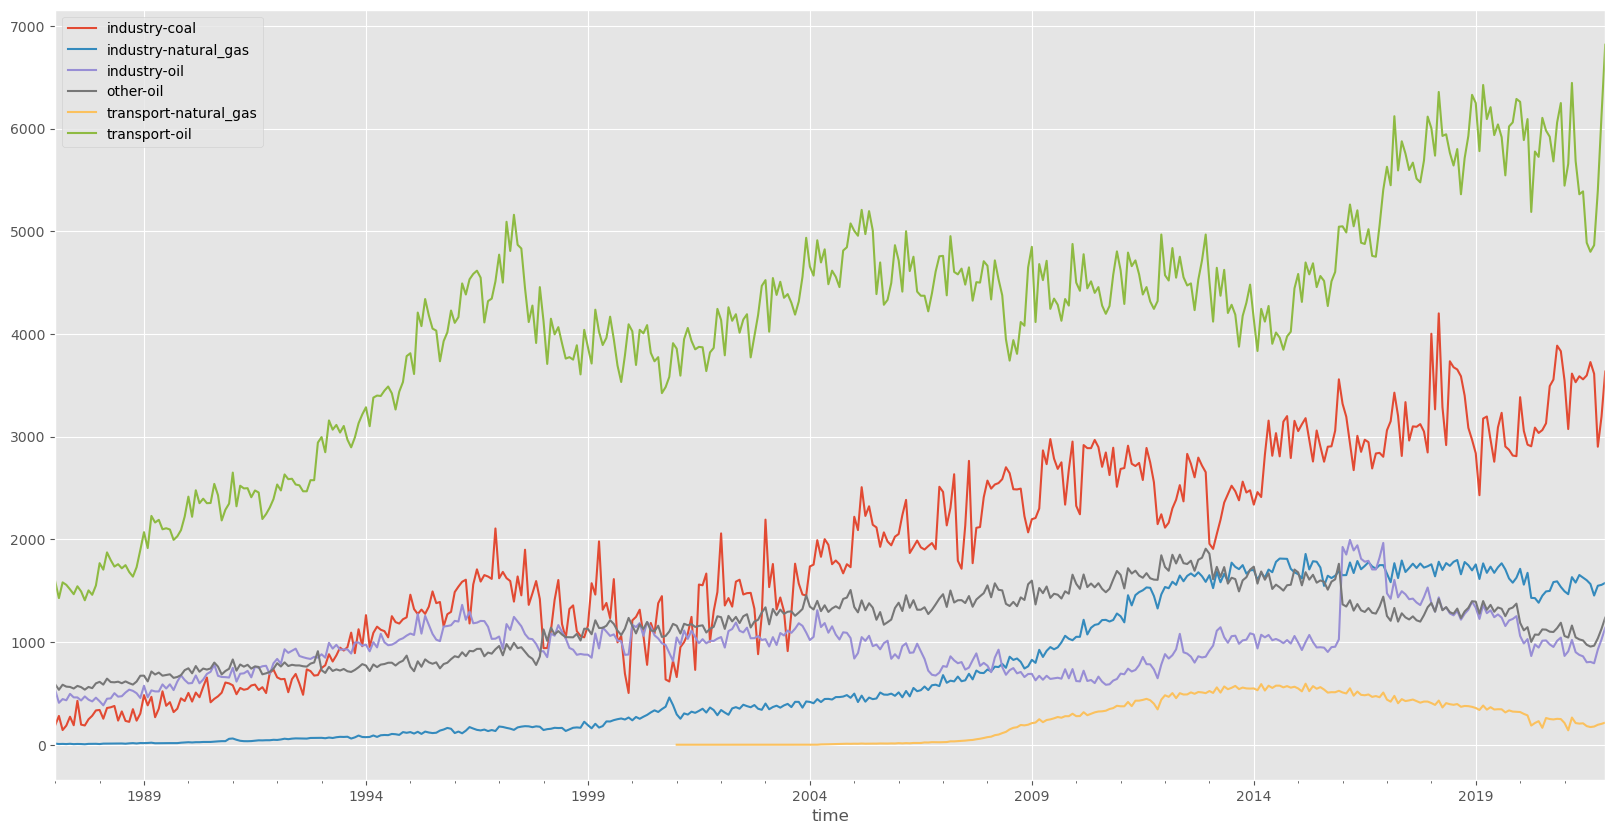 7000
6000
5000
4000
3000
2000
1000
0
industry-coal
industry-natural_gas
industry-oil
other-oil
transport-natural_gas
transport-oil
1989 1994 1999 2004 2009 2014 2019
time